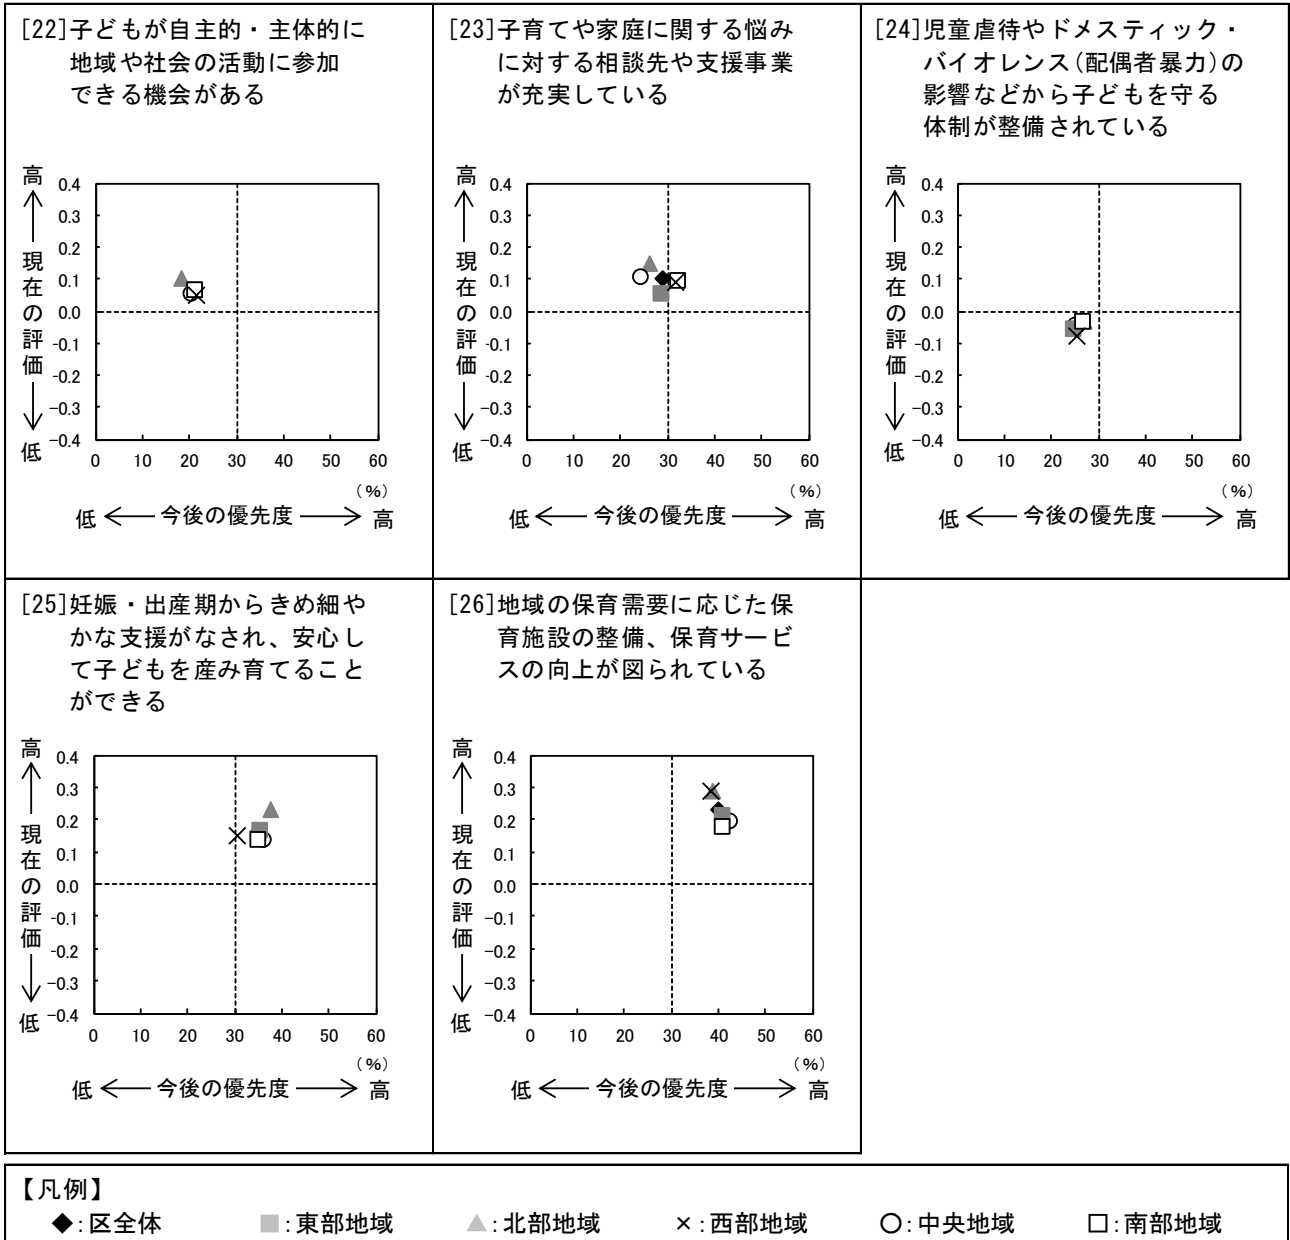 [22]子どもが自主的・主体的に
地域や社会の活動に参加
できる機会がある
高
現在の評価
低
0.4
0.3
0.2
0.1
0.0
-0.1
-0.2
-0.3
-0.4
0 10 20 30 40 50 60
(%)
低 ← 今後の優先度 → 高
[23]子育てや家庭に関する悩み
に対する相談先や支援事業
が充実している
高
現在の評価
低
0.4
0.3
0.2
0.1
0.0
-0.1
-0.2
-0.3
-0.4
0 10 20 30 40 50 60
(%)
低 ← 今後の優先度 → 高
[24]児童虐待やドメスティック・
バイオレンス(配偶者暴力)の
影響などから子どもを守る
体制が整備されている
高
現在の評価
低
0.4
0.3
0.2
0.1
0.0
-0.1
-0.2
-0.3
-0.4
0 10 20 30 40 50 60
(%)
低 ← 今後の優先度 → 高
[25]妊娠・出産期からきめ細や
かな支援がなされ、安心し
て子どもを産み育てること
ができる
高
現在の評価
低
0.4
0.3
0.2
0.1
0.0
-0.1
-0.2
-0.3
-0.4
0 10 20 30 40 50 60
(%)
低 ← 今後の優先度 → 高
[26]地域の保育需要に応じた保
育施設の整備、保育サービ
スの向上が図られている
高
現在の評価
低
0.4
0.3
0.2
0.1
0.0
-0.1
-0.2
-0.3
-0.4
0 10 20 30 40 50 60
(%)
低 ← 今後の優先度 → 高
【凡例】
◆:区全体 ■:東部地域 ▲:北部地域 ×:西部地域 ○:中央地域 □:南部地域